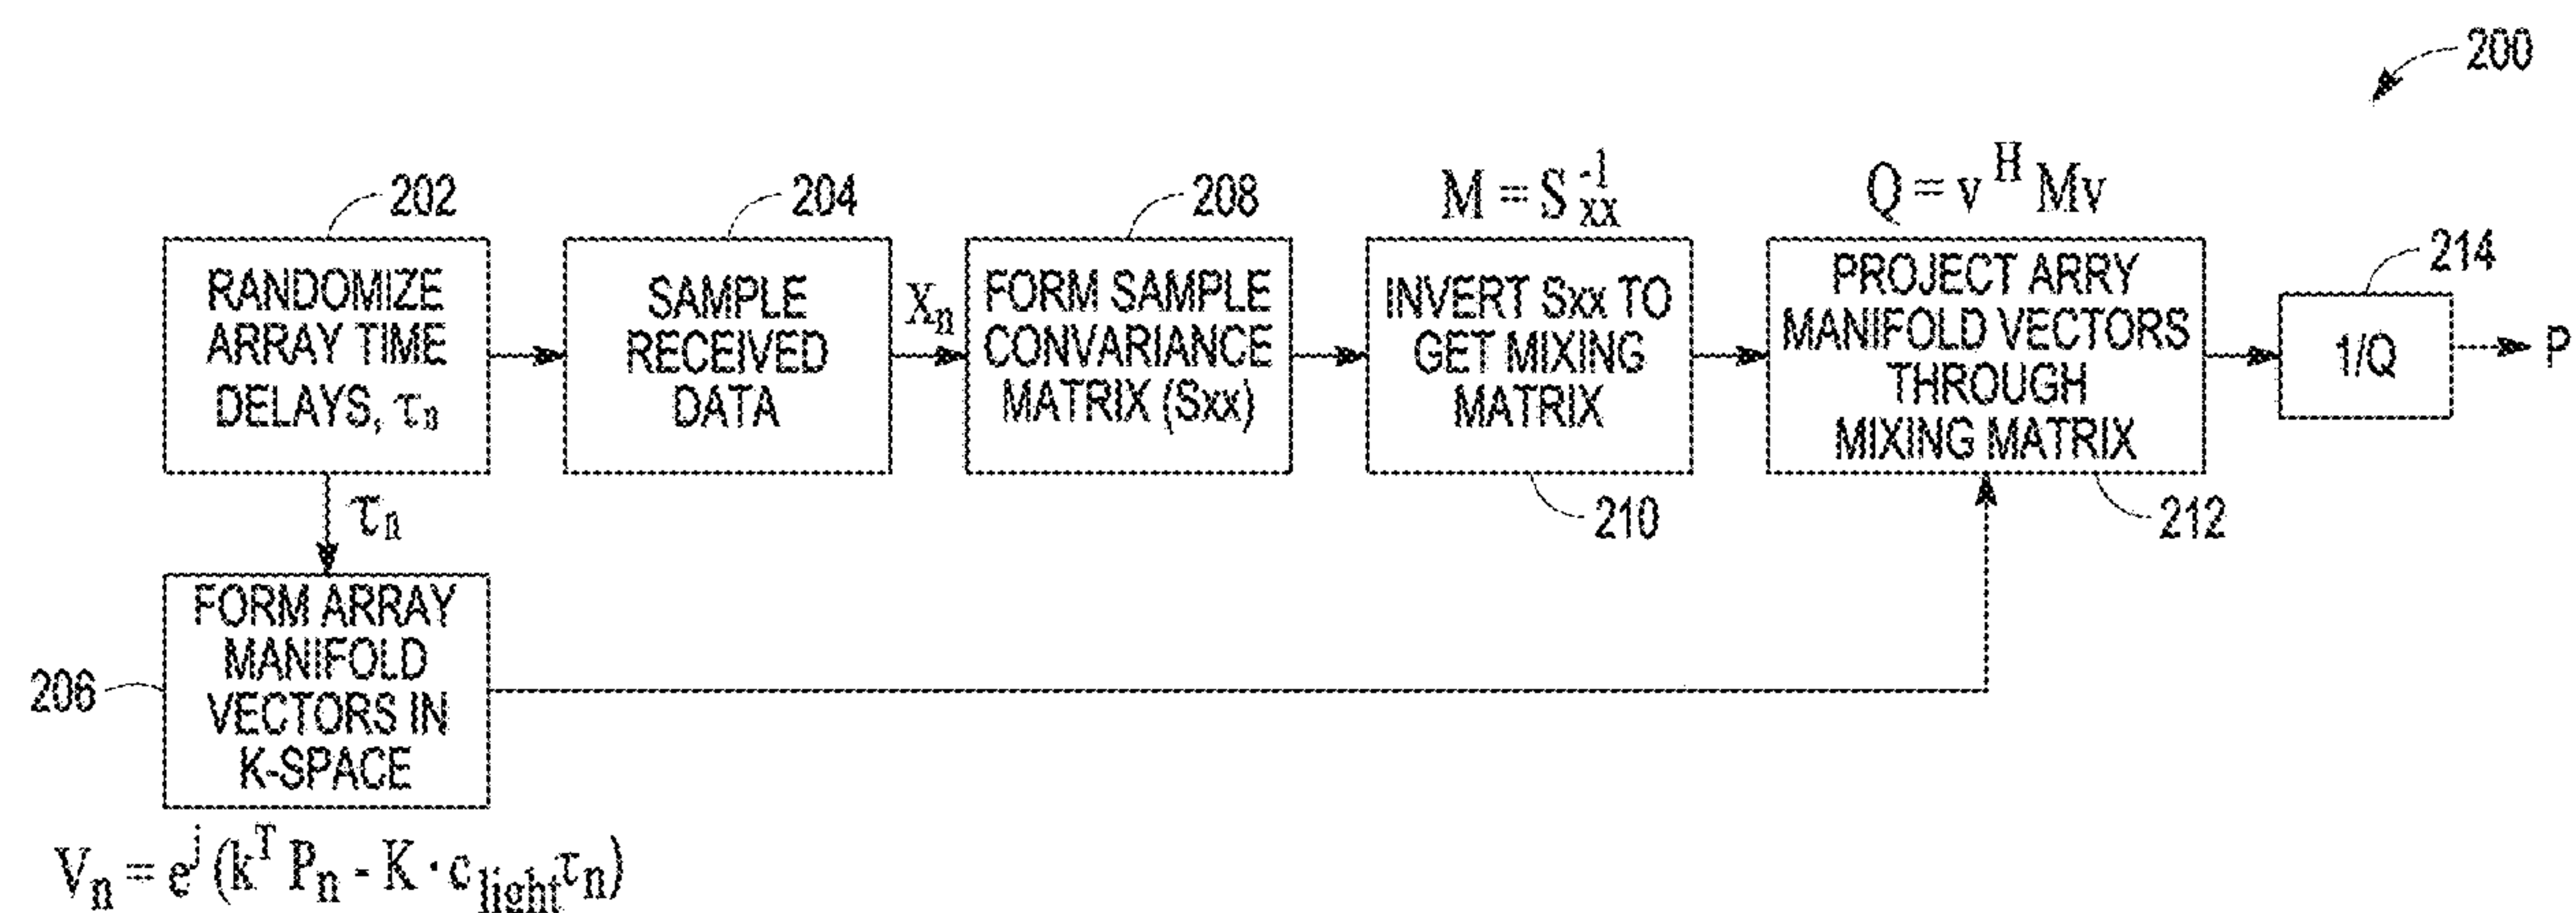 200
202
204
208
M = S_xx^-1
Q = v^H Mv
214
RANDOMIZE
ARRAY TIME
DELAYS, τn
SAMPLE
RECEIVED
DATA
Xn
FORM SAMPLE
CONVARIANCE
MATRIX (Sxx)
INVERT Sxx TO
GET MIXING
MATRIX
PROJECT ARRY
MANIFOLD VECTORS
THROUGH
MIXING MATRIX
1/Q
P
τn
210
212
206
FORM ARRAY
MANIFOLD
VECTORS IN
K-SPACE
Vn = e^j (k^T Pn - K · c_light τn)